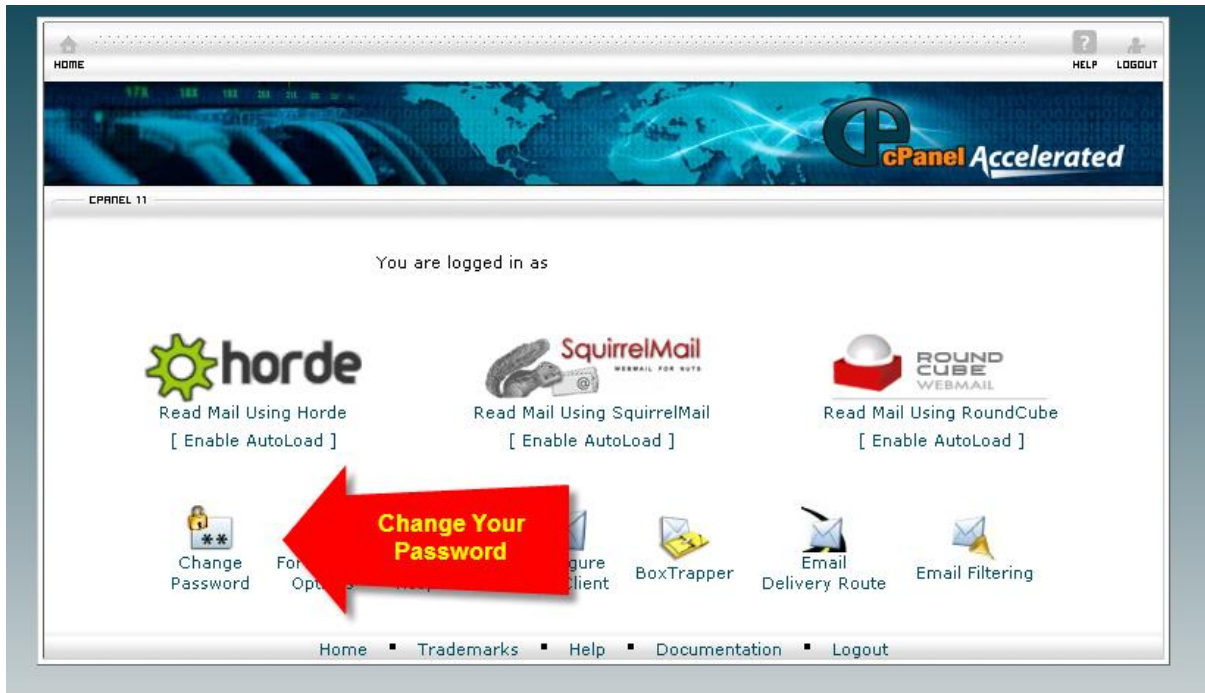 HOME
HELP LOGOUT
cPanel Accelerated
CPANEL 11
You are logged in as
horde
SquirrelMail
WEBMAIL FOR NUTS
ROUND
CUBE
WEBMAIL
Read Mail Using Horde
Read Mail Using SquirrelMail
Read Mail Using RoundCube
[ Enable AutoLoad ]
[ Enable AutoLoad ]
[ Enable AutoLoad ]
Change Your
Password
Change
Password
BoxTrapper
Email
Delivery Route
Email Filtering
Home ▪ Trademarks ▪ Help ▪ Documentation ▪ Logout